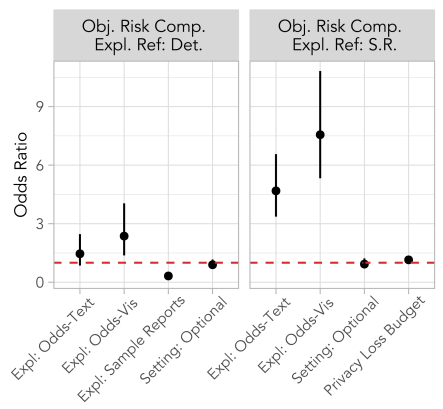 Obj. Risk Comp.
Expl. Ref: Det.
Obj. Risk Comp.
Expl. Ref: S.R.
Odds Ratio
9
6
3
0
Expl: Odds-Text
Expl: Odds-Vis
Expl: Sample Reports
Setting: Optional
Expl: Odds-Text
Expl: Odds-Vis
Setting: Optional
Privacy Loss Budget